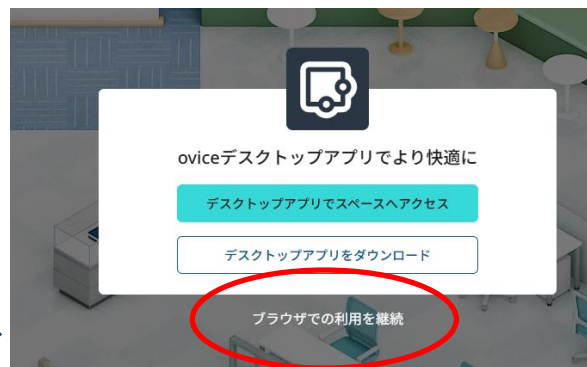 oviceデスクトップアプリでより快適に
デスクトップアプリでスペースへアクセス
デスクトップアプリをダウンロード
ブラウザでの利用を継続